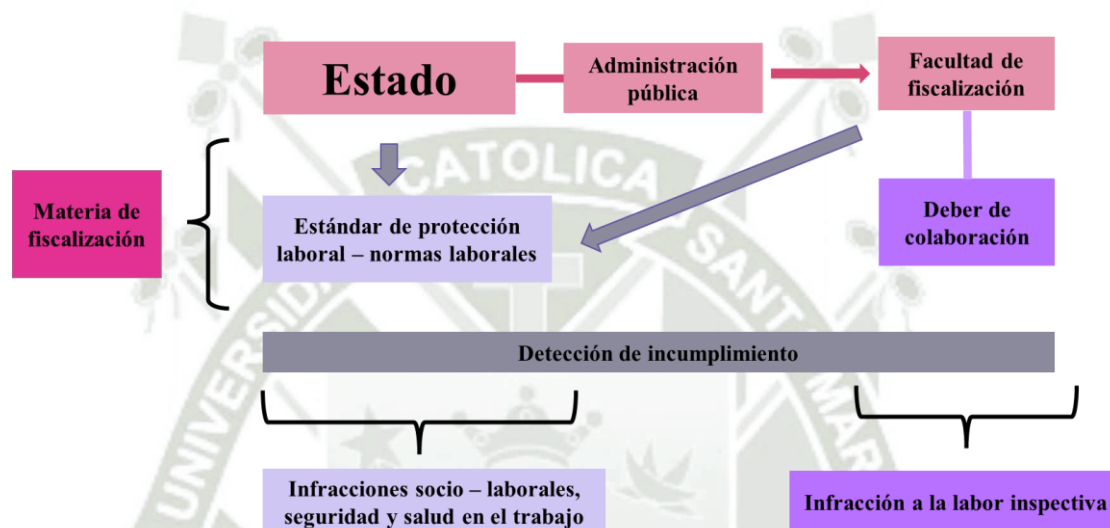 Estado
Administración
pública
Facultad de
fiscalización
Materia de
fiscalización
Estándar de protección
laboral – normas laborales
Deber de
colaboración
Detección de incumplimiento
Infracciones socio – laborales,
seguridad y salud en el trabajo
Infracción a la labor inspectiva
CATOLICA